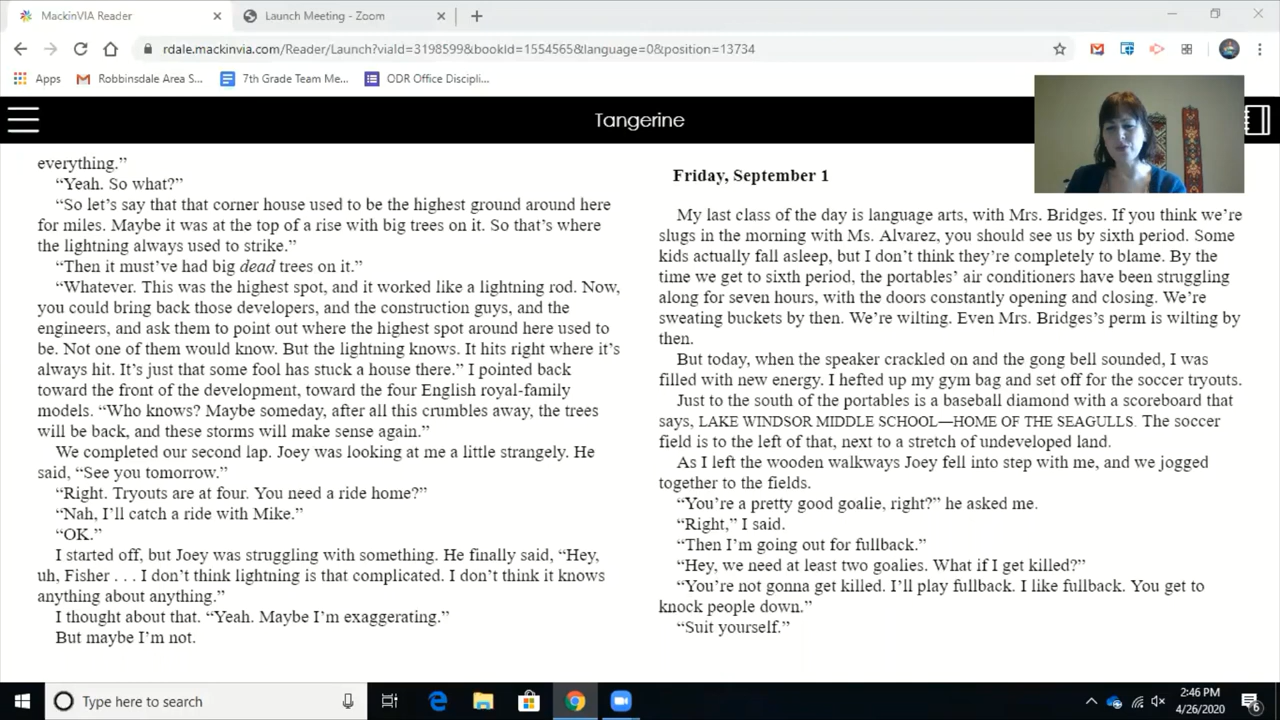 MackinVIA Reader
Launch Meeting - Zoom
rdale.mackinvia.com/Reader/Launch?viaId=3198599&bookId=1554565&language=0&position=13734
Apps
Robbinsdale Area S...
7th Grade Team Me...
ODR Office Discipli...
Tangerine
everything.”
“Yeah. So what?”
“So let’s say that that corner house used to be the highest ground around here
for miles. Maybe it was at the top of a rise with big trees on it. So that’s where
the lightning always used to strike.”
“Then it must’ve had big dead trees on it.”
“Whatever. This was the highest spot, and it worked like a lightning rod. Now,
you could bring back those developers, and the construction guys, and the
engineers, and ask them to point out where the highest spot around here used to
be. Not one of them would know. But the lightning knows. It hits right where it’s
always hit. It’s just that some fool has stuck a house there.” I pointed back
toward the front of the development, toward the four English royal-family
models. “Who knows? Maybe someday, after all this crumbles away, the trees
will be back, and these storms will make sense again.”
We completed our second lap. Joey was looking at me a little strangely. He
said, “See you tomorrow.”
“Right. Tryouts are at four. You need a ride home?”
“Nah, I’ll catch a ride with Mike.”
“OK.”
I started off, but Joey was struggling with something. He finally said, “Hey,
uh, Fisher . . . I don’t think lightning is that complicated. I don’t think it knows
anything about anything.”
I thought about that. “Yeah. Maybe I’m exaggerating.”
But maybe I’m not.
Friday, September 1
My last class of the day is language arts, with Mrs. Bridges. If you think we’re
slugs in the morning with Ms. Alvarez, you should see us by sixth period. Some
kids actually fall asleep, but I don’t think they’re completely to blame. By the
time we get to sixth period, the portables’ air conditioners have been struggling
along for seven hours, with the doors constantly opening and closing. We’re
sweating buckets by then. We’re wilting. Even Mrs. Bridges’s perm is wilting by
then.
But today, when the speaker crackled on and the gong bell sounded, I was
filled with new energy. I hefted up my gym bag and set off for the soccer tryouts.
Just to the south of the portables is a baseball diamond with a scoreboard that
says, LAKE WINDSOR MIDDLE SCHOOL—HOME OF THE SEAGULLS. The soccer
field is to the left of that, next to a stretch of undeveloped land.
As I left the wooden walkways Joey fell into step with me, and we jogged
together to the fields.
“You’re a pretty good goalie, right?” he asked me.
“Right,” I said.
“Then I’m going out for fullback.”
“Hey, we need at least two goalies. What if I get killed?”
“You’re not gonna get killed. I’ll play fullback. I like fullback. You get to
knock people down.”
“Suit yourself.”
Type here to search
2:46 PM
4/26/2020
6